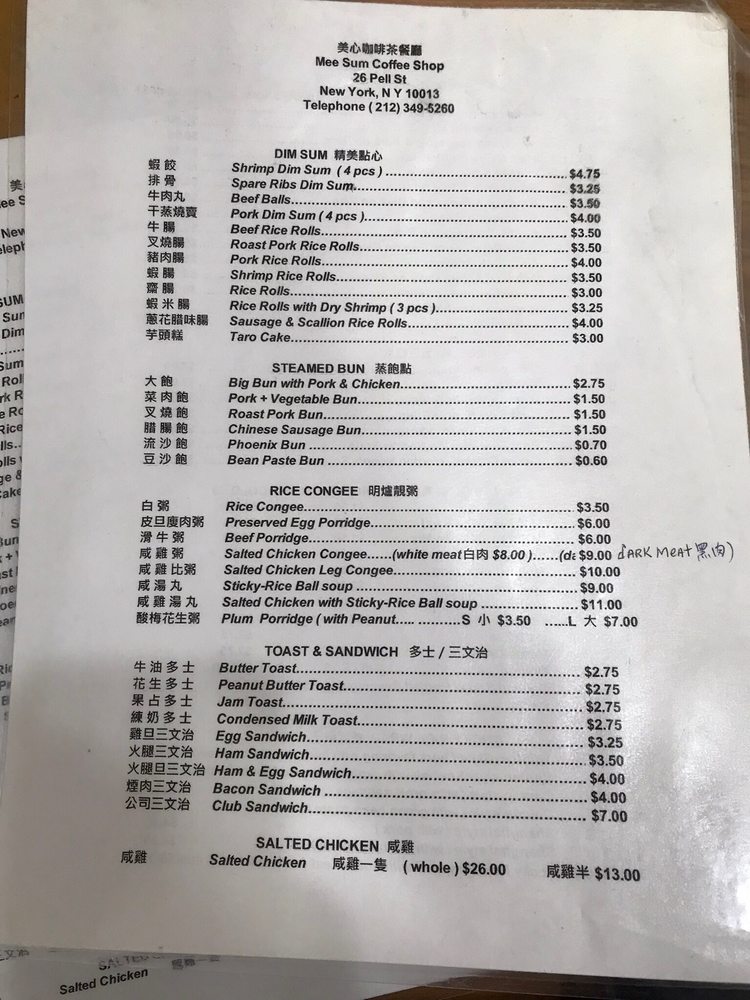 美心咖啡茶餐廳
Mee Sum Coffee Shop
26 Pell St
New York, N Y 10013
Telephone ( 212) 349-5260
DIM SUM 精美點心
蝦 餃 Shrimp Dim Sum ( 4 pcs ) $4.75
排 骨 Spare Ribs Dim Sum $3.25
牛肉丸 Beef Balls $3.50
干蒸燒賣 Pork Dim Sum ( 4 pcs ) $4.00
牛 腸 Beef Rice Rolls $3.50
叉燒腸 Roast Pork Rice Rolls $3.50
豬肉腸 Pork Rice Rolls $4.00
蝦 腸 Shrimp Rice Rolls $3.50
齋 腸 Rice Rolls $3.00
蝦 米 腸 Rice Rolls with Dry Shrimp ( 3 pcs ) $3.25
蔥花腊味腸 Sausage & Scallion Rice Rolls $4.00
芋頭糕 Taro Cake $3.00
STEAMED BUN 蒸飽點
大 飽 Big Bun with Pork & Chicken $2.75
菜 肉 飽 Pork + Vegetable Bun $1.50
叉 燒 飽 Roast Pork Bun $1.50
腊 腸 飽 Chinese Sausage Bun $1.50
流 沙 飽 Phoenix Bun $0.70
豆 沙 飽 Bean Paste Bun $0.60
RICE CONGEE 明爐靚粥
白 粥 Rice Congee $3.50
皮旦廋肉粥 Preserved Egg Porridge $6.00
滑 牛 粥 Beef Porridge $6.00
咸 雞 粥 Salted Chicken Congee......(white meat白肉 $8.00 )......(da $9.00 dARK MeAt 黑肉)
咸 雞 比粥 Salted Chicken Leg Congee $10.00
咸 湯 丸 Sticky-Rice Ball soup $9.00
咸 雞 湯 丸 Salted Chicken with Sticky-Rice Ball soup $11.00
酸梅花生粥 Plum Porridge ( with Peanut..... ............S 小 $3.50 ......L 大 $7.00
TOAST & SANDWICH 多士 / 三文治
牛 油 多 士 Butter Toast $2.75
花 生 多 士 Peanut Butter Toast $2.75
果 占 多 士 Jam Toast $2.75
練 奶 多 士 Condensed Milk Toast $2.75
雞旦三文治 Egg Sandwich $3.25
火腿三文治 Ham Sandwich $3.50
火腿旦三文治 Ham & Egg Sandwich $4.00
煙肉三文治 Bacon Sandwich $4.00
公司三文治 Club Sandwich $7.00
SALTED CHICKEN 咸雞
咸雞 Salted Chicken 咸雞一隻 ( whole ) $26.00 咸雞半 $13.00
Salted Chicken